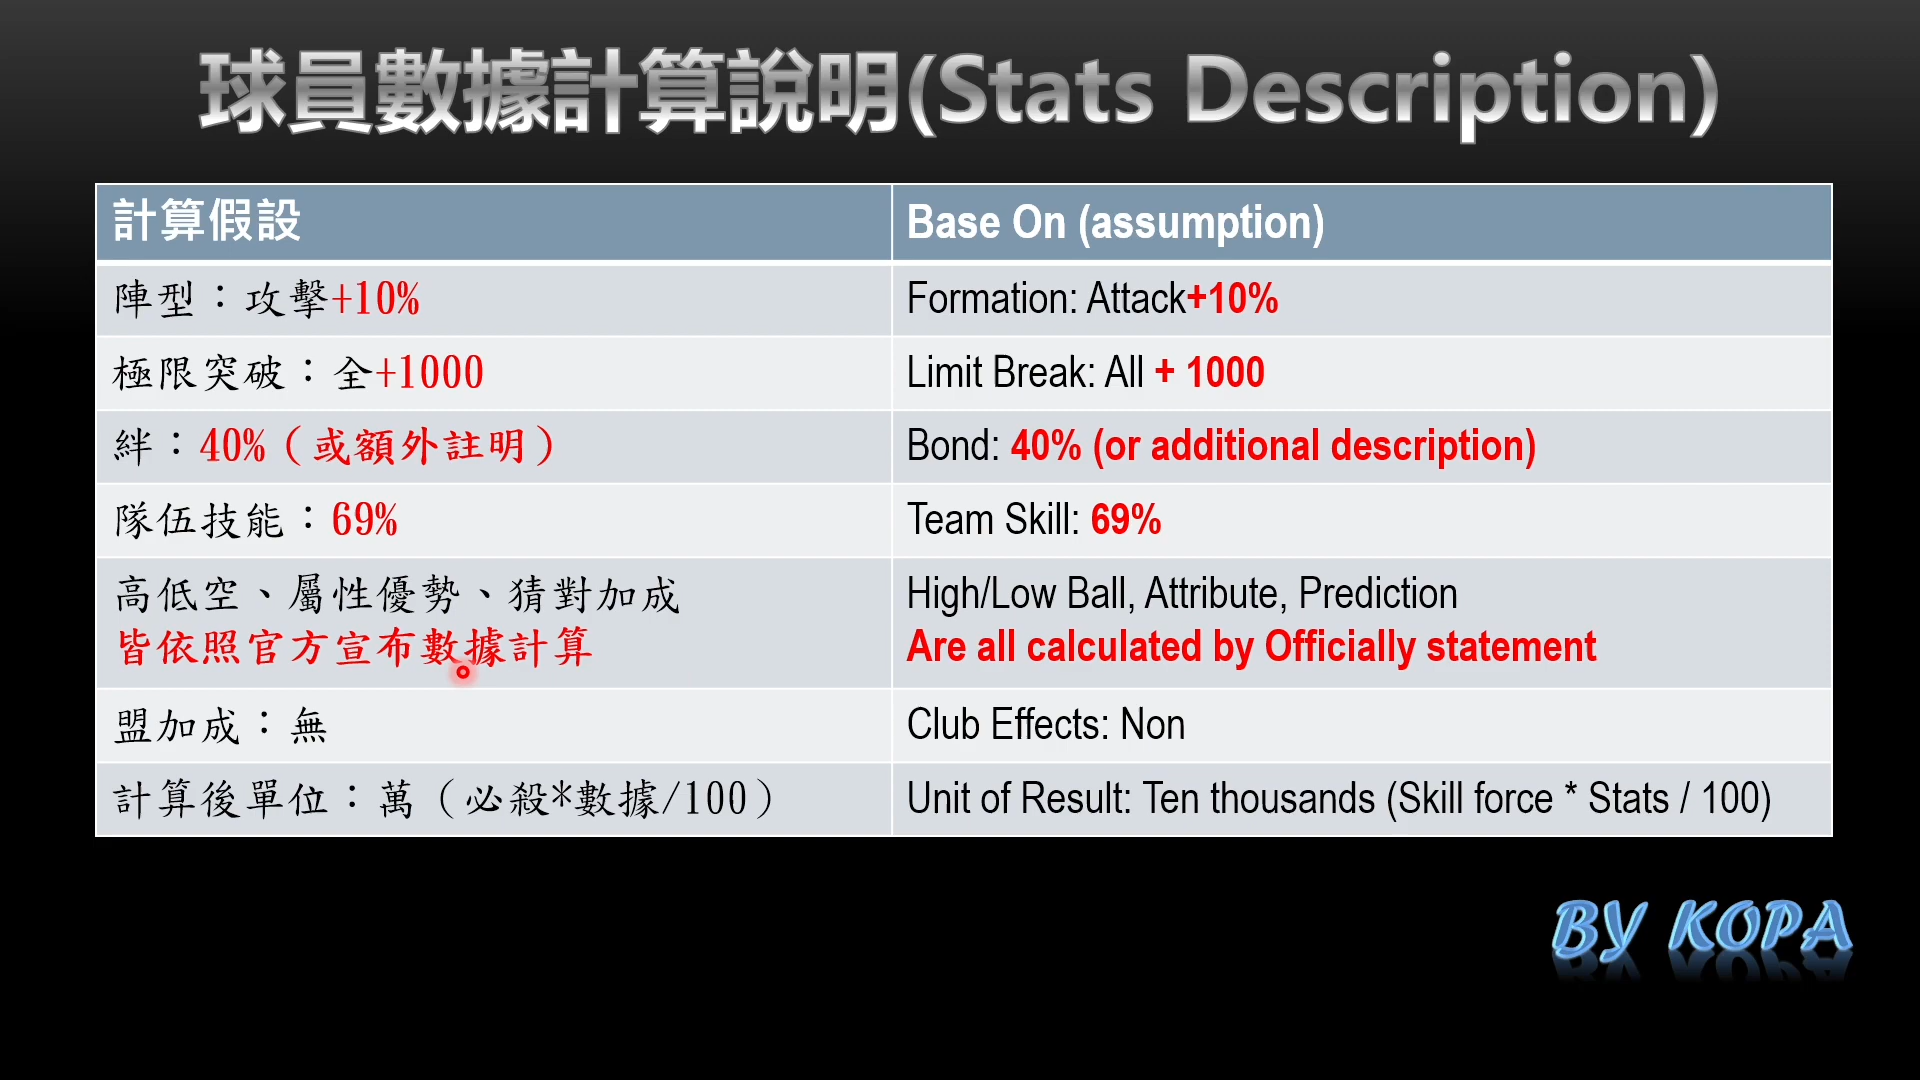 球員數據計算說明(Stats Description)
計算假設
Base On (assumption)
陣型：攻擊+10%
Formation: Attack+10%
極限突破：全+1000
Limit Break: All + 1000
絆：40%（或額外註明）
Bond: 40% (or additional description)
隊伍技能：69%
Team Skill: 69%
高低空、屬性優勢、猜對加成
皆依照官方宣布數據計算
High/Low Ball, Attribute, Prediction
Are all calculated by Officially statement
盟加成：無
Club Effects: Non
計算後單位：萬（必殺*數據/100）
Unit of Result: Ten thousands (Skill force * Stats / 100)
BY KOPA